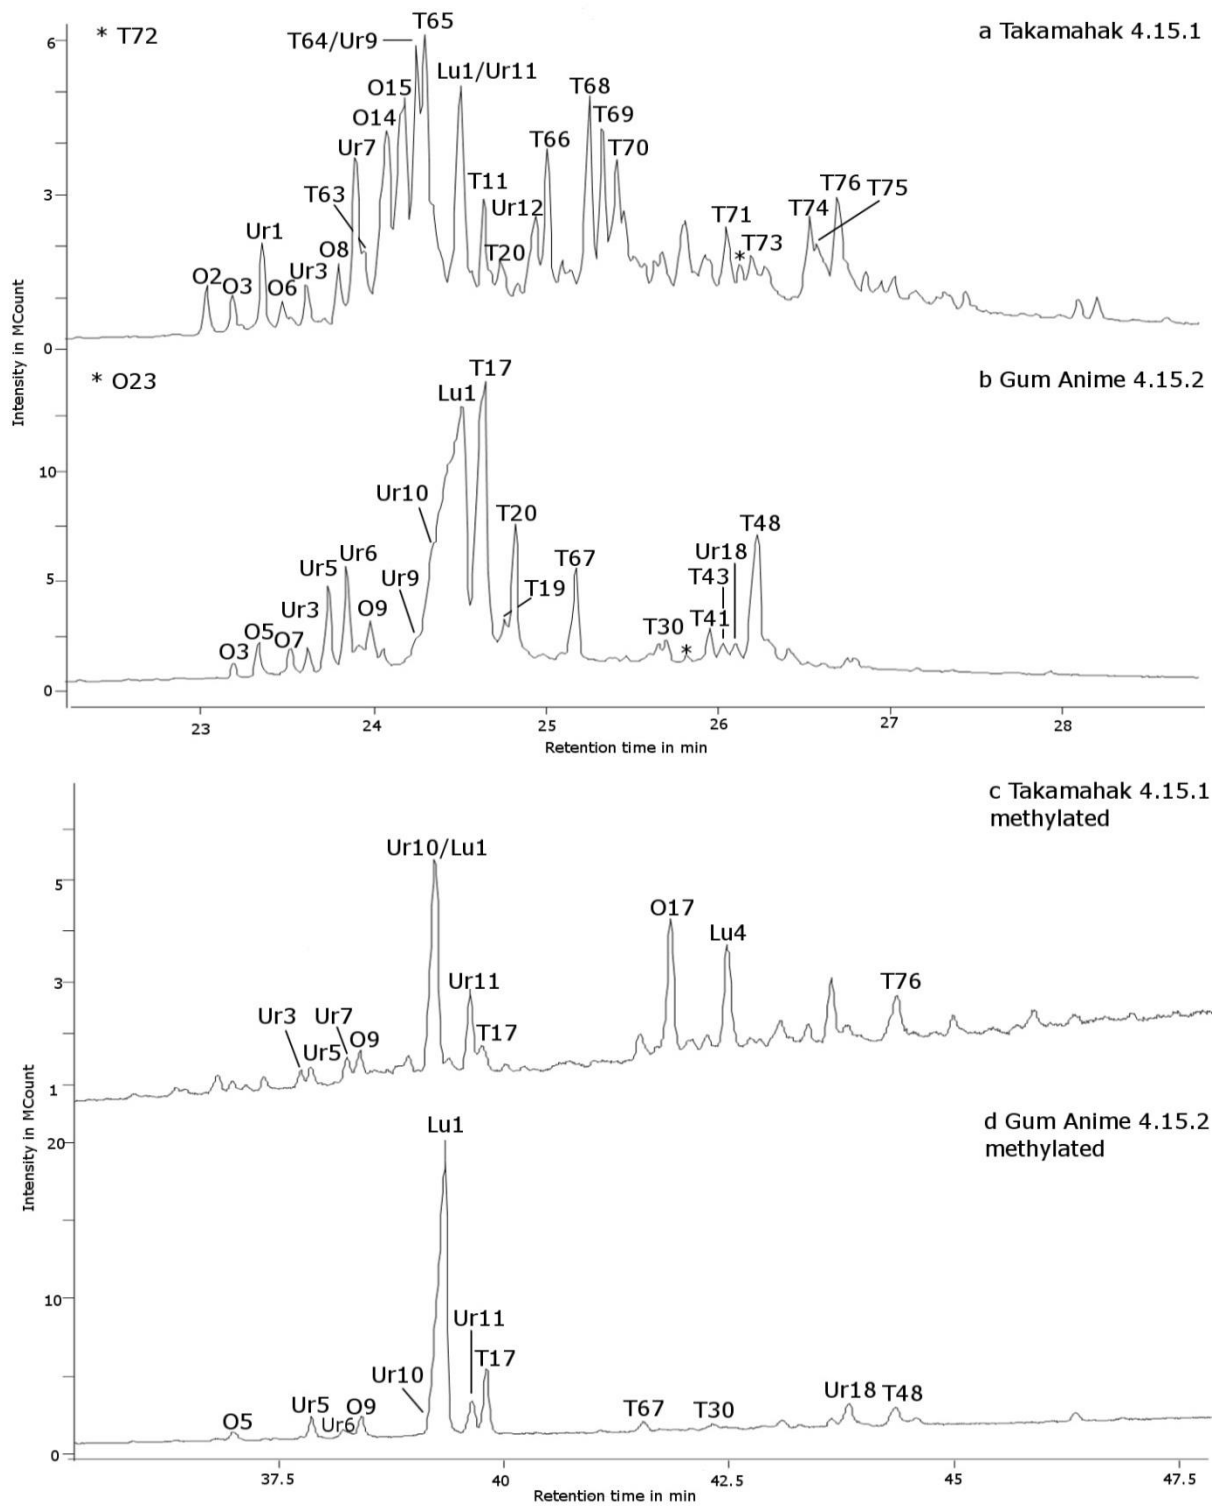 * T72
a Takamahak 4.15.1
T65
T64/Ur9
O15
Lu1/Ur11
O14
Ur7
T63
T68
T69
T66
T70
T11
Ur12
T20
Ur1
O2
O3
O6
Ur3
O8
T71
*
T73
T74
T76
T75
6
3
0
Intensity in MCount
* O23
b Gum Anime 4.15.2
T17
Lu1
Ur10
T20
Ur9
T19
T67
Ur5
Ur6
Ur3
O9
O3
O5
O7
T30
*
T41
T43
Ur18
T48
10
5
0
23
24
25
26
27
28
Retention time in min
c Takamahak 4.15.1
methylated
Ur10/Lu1
O17
Lu4
Ur11
T17
T76
Ur3
Ur7
Ur5
O9
5
3
1
Intensity in MCount
d Gum Anime 4.15.2
methylated
Lu1
Ur11
T17
Ur10
O5
Ur5
Ur6
O9
T67
T30
Ur18
T48
20
10
0
37.5
40
42.5
45
47.5
Retention time in min